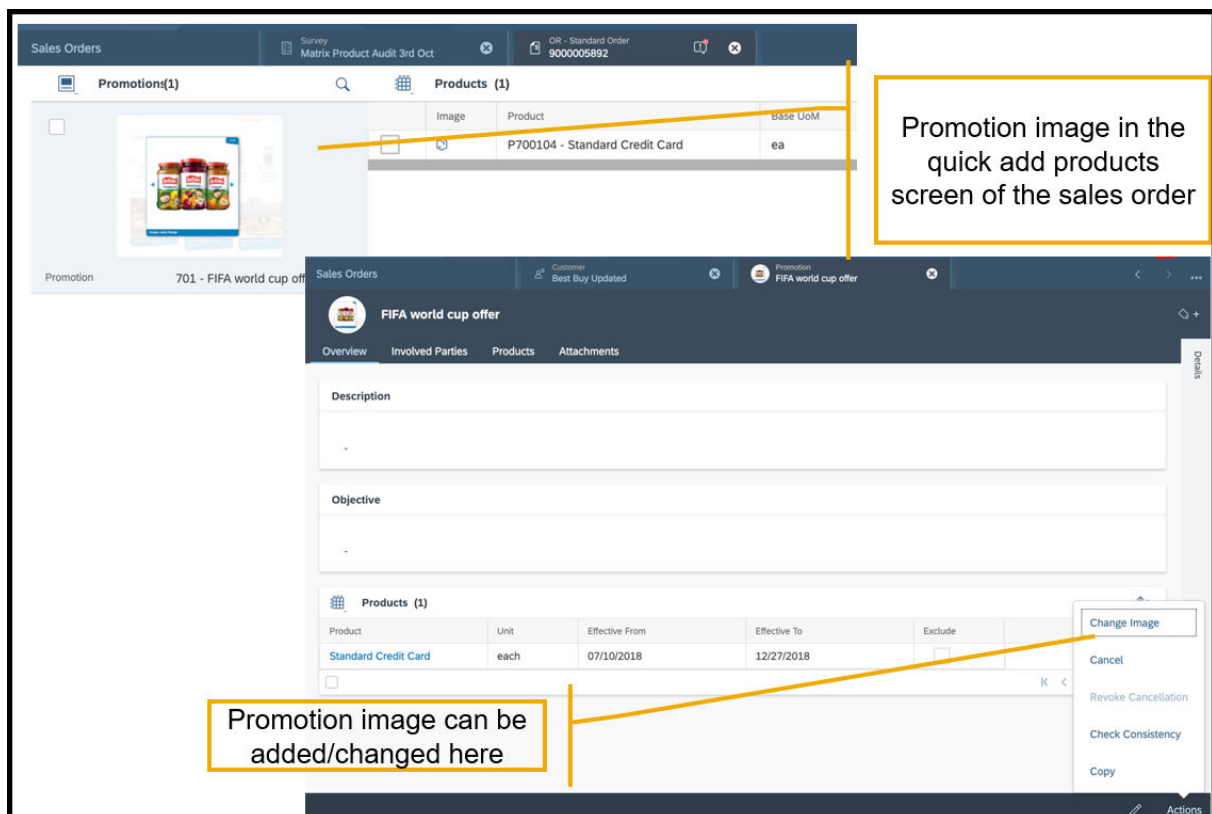 Sales Orders
Survey
Matrix Product Audit 3rd Oct
OR - Standard Order
9000005892
Promotions(1)
Products (1)
Image Product Base UoM
P700104 - Standard Credit Card ea
Promotion 701 - FIFA world cup off
Promotion image in the
quick add products
screen of the sales order
Sales Orders
Customer
Best Buy Updated
Promotion
FIFA world cup offer
FIFA world cup offer
Overview Involved Parties Products Attachments
Details
Description
-
Objective
-
Products (1)
Product Unit Effective From Effective To Exclude
Standard Credit Card each 07/10/2018 12/27/2018
Change Image
Cancel
Revoke Cancellation
Check Consistency
Copy
Promotion image can be
added/changed here
Actions